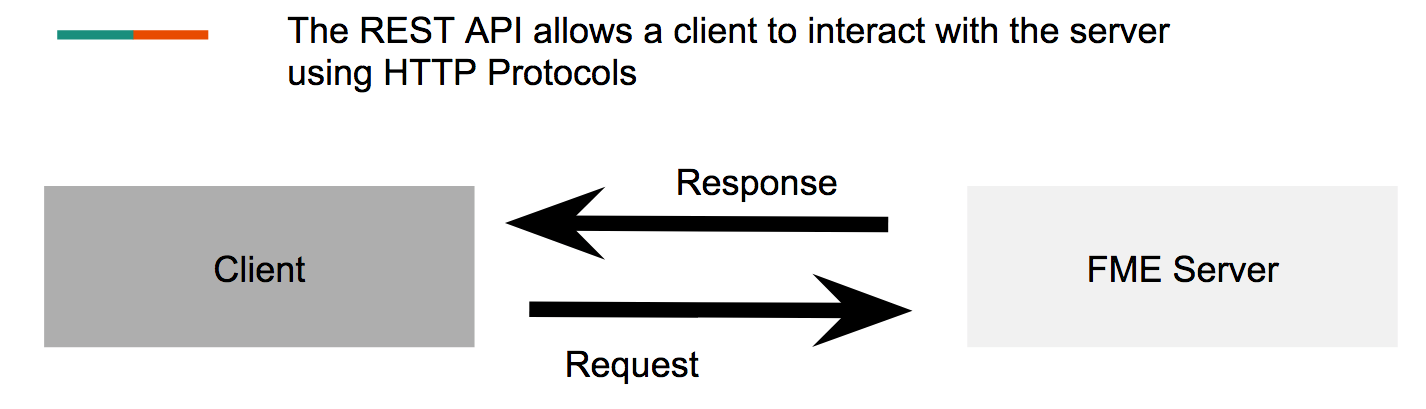 The REST API allows a client to interact with the server
using HTTP Protocols
Response
Client
FME Server
Request